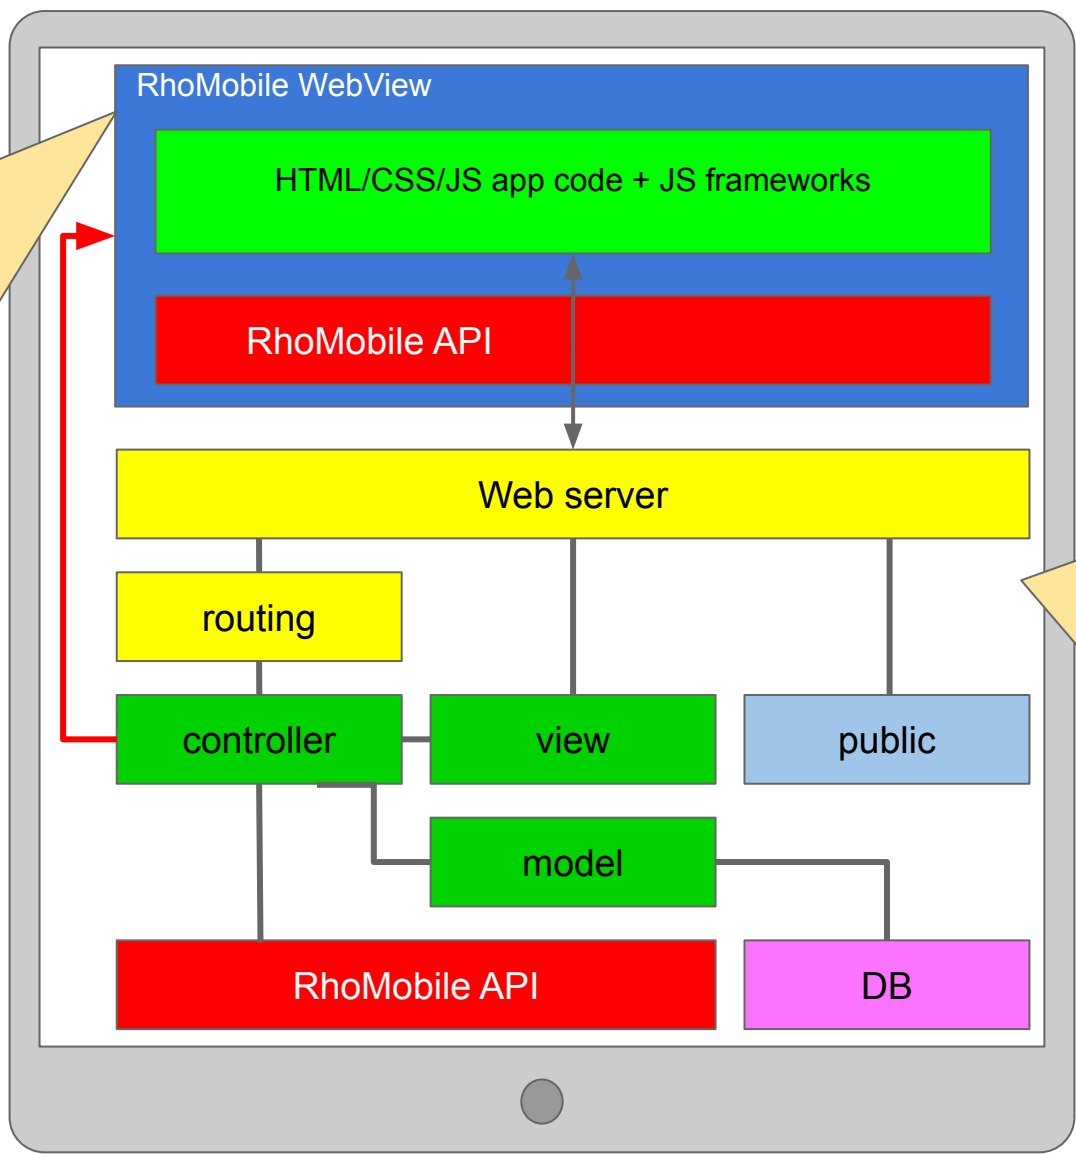 RhoMobile WebView
HTML/CSS/JS app code + JS frameworks
RhoMobile API
Web server
routing
controller
view
public
model
RhoMobile API
DB